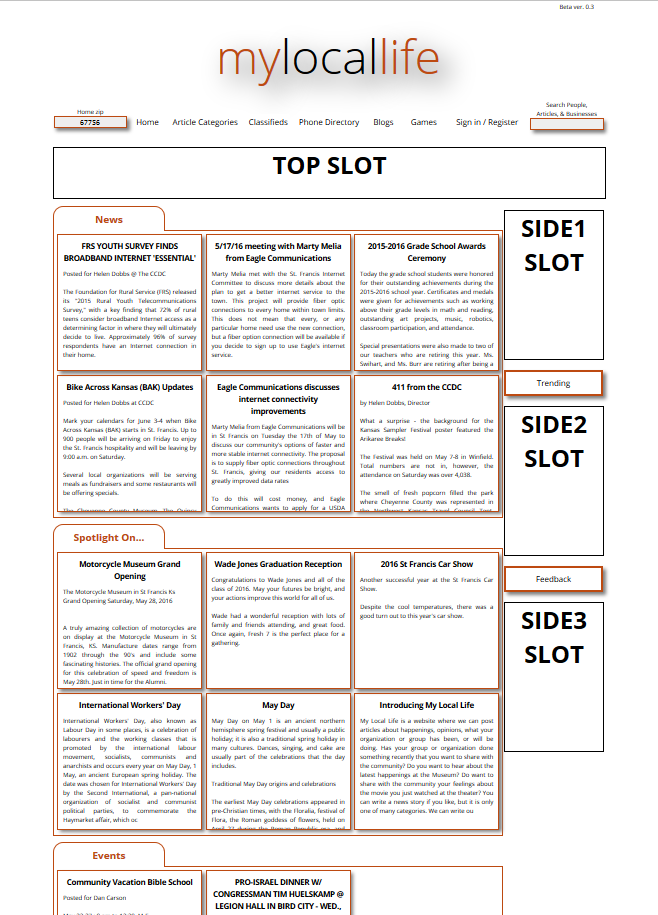 Beta ver. 0.3
mylocallife
Home zip
67756
Home
Article Categories
Classifieds
Phone Directory
Blogs
Games
Sign in / Register
Search People,
Articles, & Businesses
TOP SLOT
News
FRS YOUTH SURVEY FINDS
BROADBAND INTERNET 'ESSENTIAL'
Posted for Helen Dobbs @ The CCDC
The Foundation for Rural Service (FRS) released
its "2015 Rural Youth Telecommunications
Survey," with a key finding that 72% of rural
teens consider broadband Internet access as a
determining factor in where they will ultimately
decide to live. Approximately 96% of survey
respondents have an Internet connection in
their home.
5/17/16 meeting with Marty Melia
from Eagle Communications
Marty Melia met with the St. Francis Internet
Committee to discuss more details about the
plan to get a better internet service to the
town. This project will provide fiber optic
connections to every home within town limits.
This does not mean that every, or any
particular home need use the new connection,
but a fiber option connection will be available if
you decide to sign up to use Eagle's internet
service.
2015-2016 Grade School Awards
Ceremony
Today the grade school students were honored
for their outstanding achievements during the
2015-2016 school year. Certificates and medals
were given for achievements such as working
above their grade levels in math and reading,
outstanding art projects, music, robotics,
classroom participation, and attendance.
Special presentations were also made to two of
our teachers who are retiring this year. Ms.
Swihart, and Ms. Burr are retiring after being a
Bike Across Kansas (BAK) Updates
Posted for Helen Dobbs at CCDC
Mark your calendars for June 3-4 when Bike
Across Kansas (BAK) starts in St. Francis. Up to
900 people will be arriving on Friday to enjoy
the St. Francis hospitality and will be leaving by
9:00 a.m. on Saturday.
Several local organizations will be serving
meals as fundraisers and some restaurants will
be offering specials.
The Cheyenne County Museum, The Quince
Eagle Communications discusses
internet connectivity
improvements
Marty Melia from Eagle Communications will be
in St Francis on Tuesday the 17th of May to
discuss our community's options of faster and
more stable internet connectivity. The proposal
is to supply fiber optic connections throughout
St. Francis, giving our residents access to
greatly improved data rates
To do this will cost money, and Eagle
Communications wants to apply for a USDA
411 from the CCDC
by Helen Dobbs, Director
What a surprise - the background for the
Kansas Sampler Festival poster featured the
Arikaree Breaks!
The Festival was held on May 7-8 in Winfield.
Total numbers are not in, however, the
attendance on Saturday was over 4,038.
The smell of fresh popcorn filled the park
where Cheyenne County was represented in
the Northwest Kansas Travel Council Tent.
SIDE1
SLOT
Trending
SIDE2
SLOT
Feedback
SIDE3
SLOT
Spotlight On...
Motorcycle Museum Grand
Opening
The Motorcycle Museum in St Francis Ks
Grand Opening Saturday, May 28, 2016
A truly amazing collection of motorcycles are
on display at the Motorcycle Museum in St
Francis, KS. Manufacture dates range from
1902 through the 90's and include some
fascinating histories. The official grand opening
for this celebration of speed and freedom is
May 28th. Just in time for the Alumni.
Wade Jones Graduation Reception
Congratulations to Wade Jones and all of the
class of 2016. May your futures be bright, and
your actions improve this world for all of us.
Wade had a wonderful reception with lots of
family and friends attending, and great food.
Once again, Fresh 7 is the perfect place for a
gathering.
2016 St Francis Car Show
Another successful year at the St Francis Car
Show.
Despite the cool temperatures, there was a
good turn out to this year's car show.
International Workers' Day
International Workers' Day, also known as
Labour Day in some places, is a celebration of
labourers and the working classes that is
promoted by the international labour
movement, socialists, communists and
anarchists and occurs every year on May Day, 1
May, an ancient European spring holiday. The
date was chosen for International Workers' Day
by the Second International, a pan-national
organization of socialist and communist
political parties, to commemorate the
Haymarket affair, which oc
May Day
May Day on May 1 is an ancient northern
hemisphere spring festival and usually a public
holiday; it is also a traditional spring holiday in
many cultures. Dances, singing, and cake are
usually part of the celebrations that the day
includes.
Traditional May Day origins and celebrations
The earliest May Day celebrations appeared in
pre-Christian times, with the Floralia, festival of
Flora, the Roman goddess of flowers, held on
April 27 during the Roman Republic era, and
Introducing My Local Life
My Local Life is a website where we can post
articles about happenings, opinions, what your
organization or group has been, or will be
doing. Has your group or organization done
something recently that you want to share with
the community? Do you want to hear about the
latest happenings at the Museum? Do want to
share with the community your feelings about
the movie you just watched at the theater? You
can write a news story if you like, but it is only
one of many categories. We can write ou
Events
Community Vacation Bible School
Posted for Dan Carson
PRO-ISRAEL DINNER W/
CONGRESSMAN TIM HUELSKAMP @
LEGION HALL IN BIRD CITY - WED.,